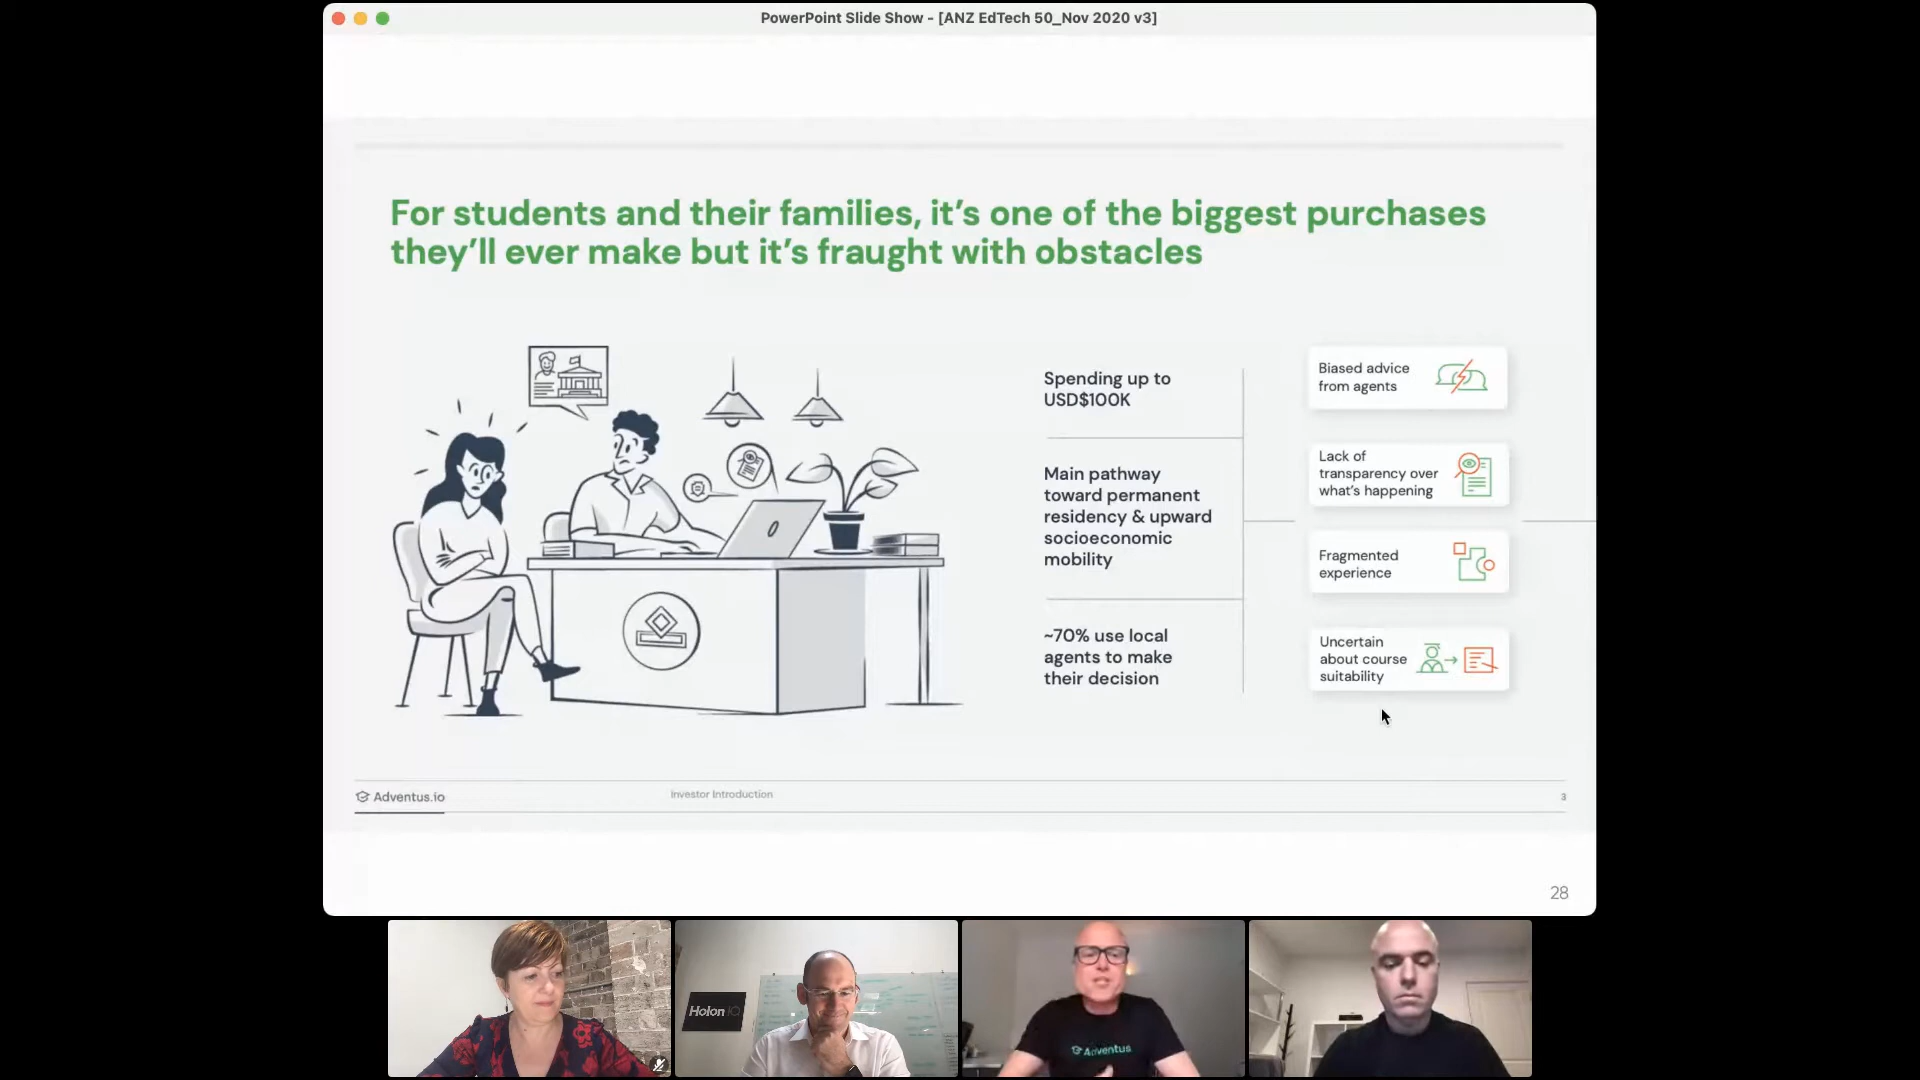 PowerPoint Slide Show - [ANZ EdTech 50_Nov 2020 v3]
For students and their families, it's one of the biggest purchases
they'll ever make but it's fraught with obstacles
Spending up to
USD$100K
Main pathway
toward permanent
residency & upward
socioeconomic
mobility
~70% use local
agents to make
their decision
Biased advice
from agents
Lack of
transparency over
what's happening
Fragmented
experience
Uncertain
about course
suitability
Adventus.io
Investor Introduction
3
28
Holon IQ
Adventus